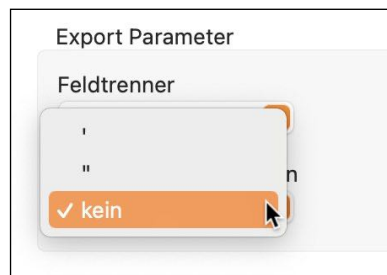 Export Parameter
Feldtrenner
'
"
n
✓ kein